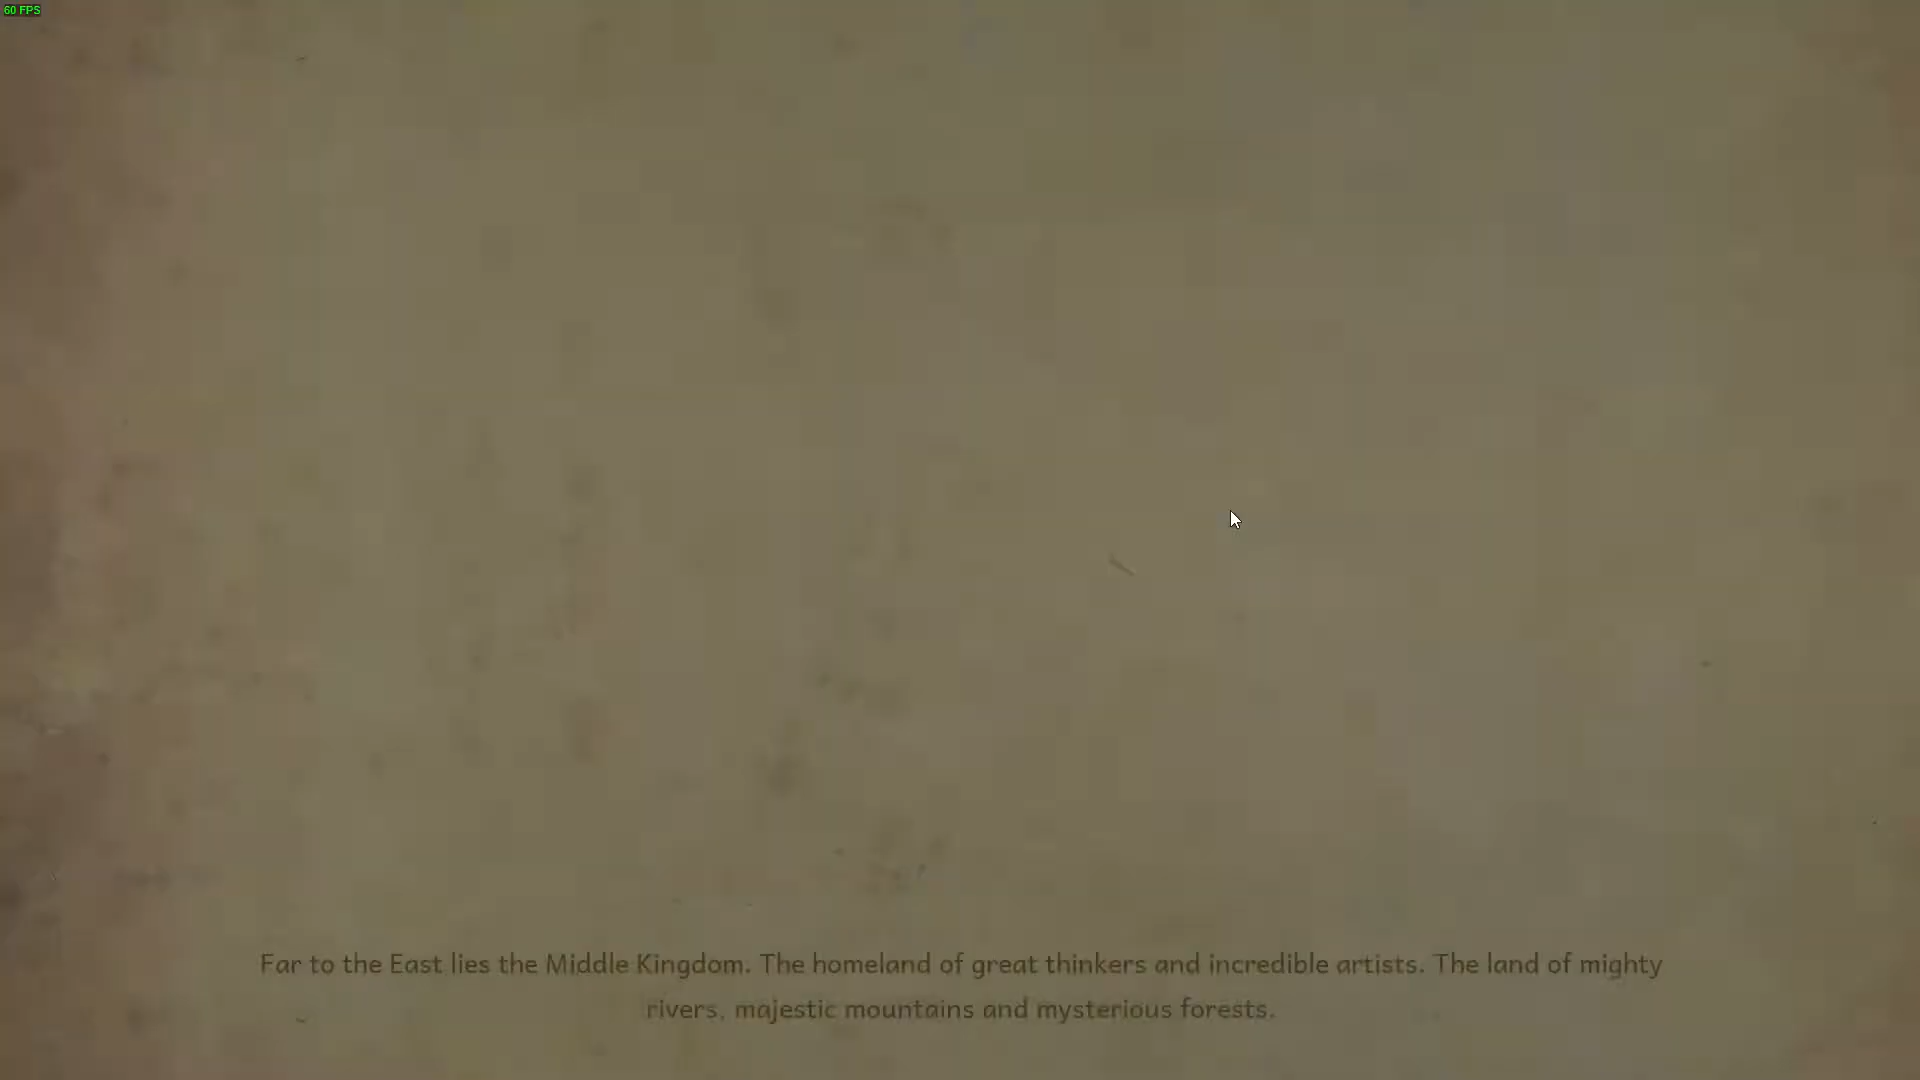 60 FPS
Far to the East lies the Middle Kingdom. The homeland of great thinkers and incredible artists. The land of mighty
rivers, majestic mountains and mysterious forests.